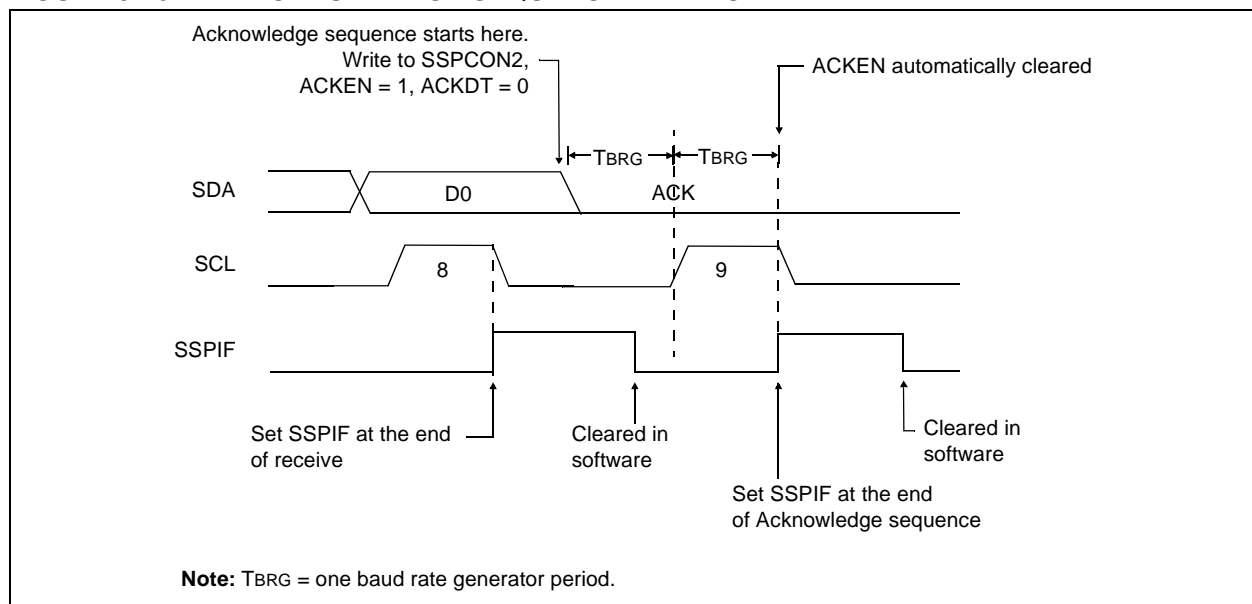 Acknowledge sequence starts here.
Write to SSPCON2,
ACKEN = 1, ACKDT = 0
ACKEN automatically cleared
TBRG
TBRG
SDA
D0
ACK
SCL
8
9
SSPIF
Set SSPIF at the end
of receive
Cleared in
software
Set SSPIF at the end
of Acknowledge sequence
Cleared in
software
Note: TBRG = one baud rate generator period.